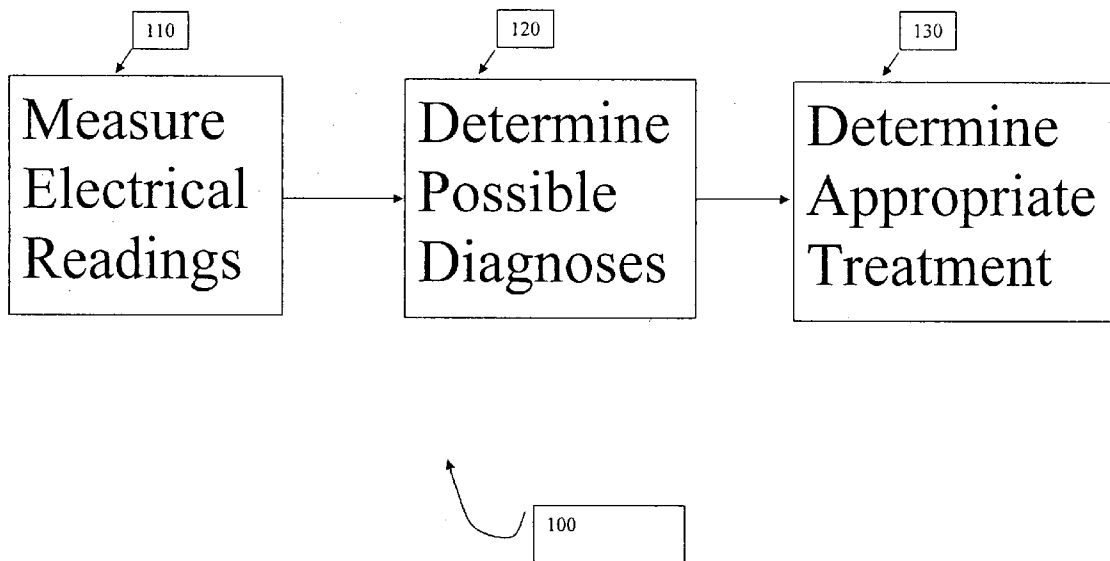 110
120
130
Measure
Electrical
Readings
Determine
Possible
Diagnoses
Determine
Appropriate
Treatment
100